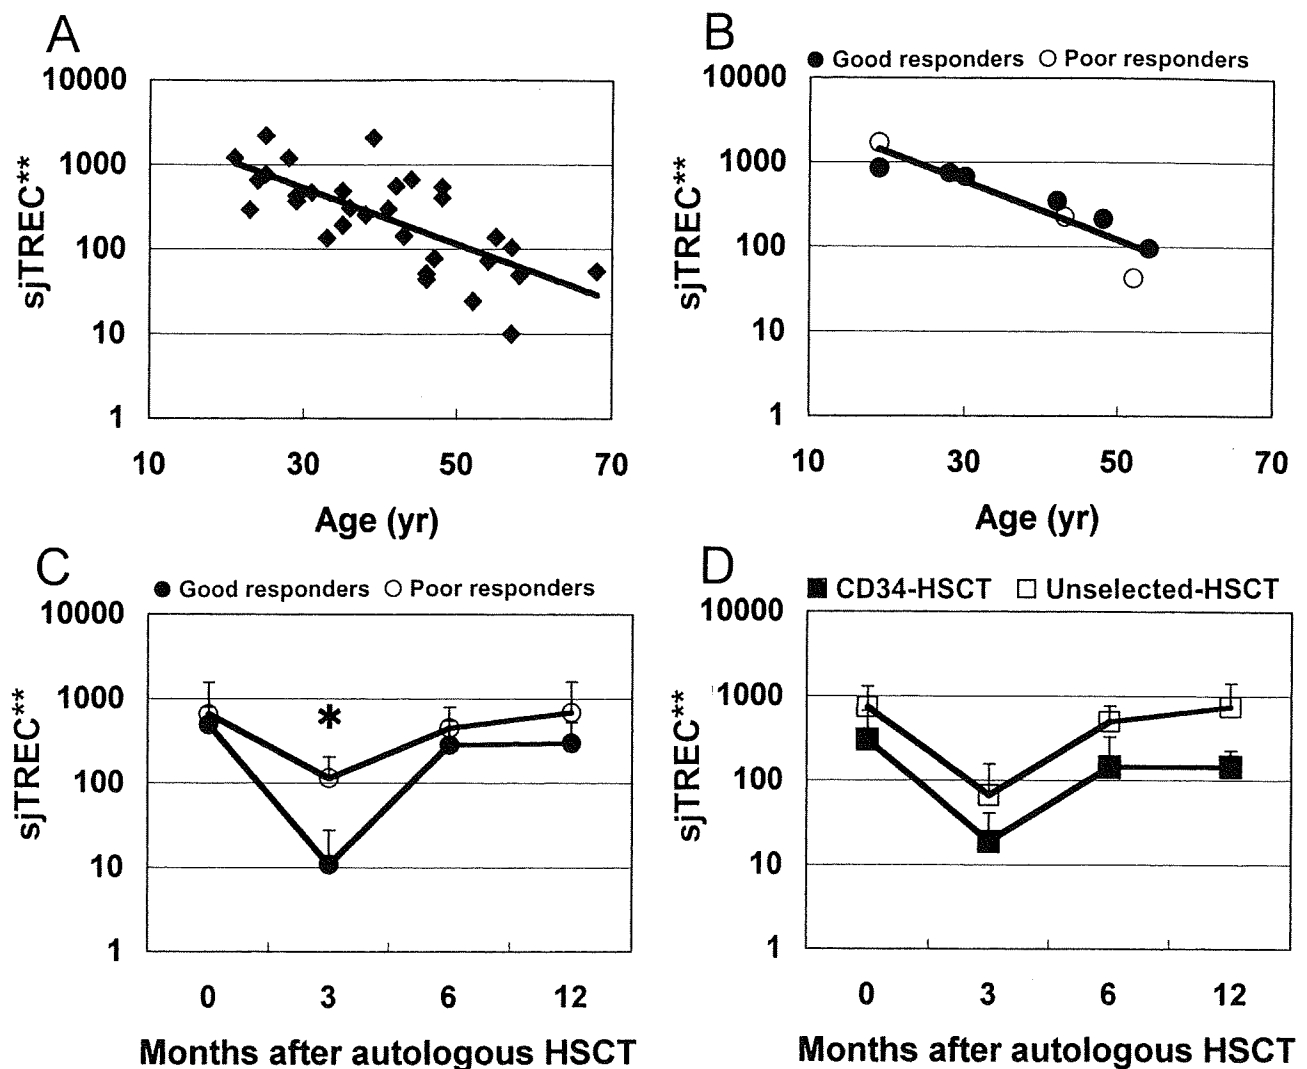 A
10000
1000
100
10
1
sjTREC**
10 30 50 70
Age (yr)
B
● Good responders ○ Poor responders
10000
1000
100
10
1
sjTREC**
10 30 50 70
Age (yr)
C
● Good responders ○ Poor responders
10000
1000
100
10
1
sjTREC**
*
0 3 6 12
Months after autologous HSCT
D
■ CD34-HSCT □ Unselected-HSCT
10000
1000
100
10
1
sjTREC**
0 3 6 12
Months after autologous HSCT